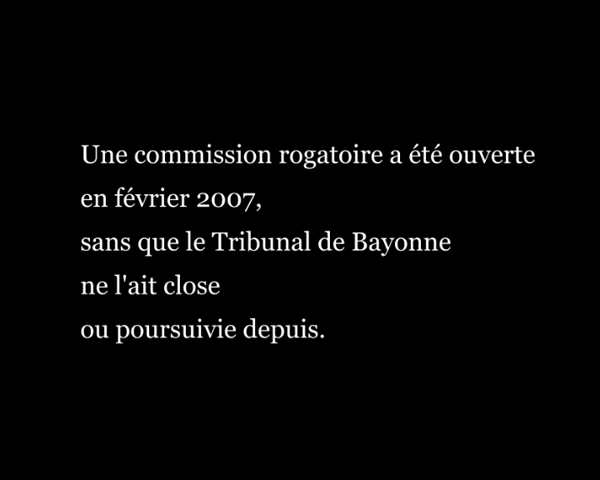 Une commission rogatoire a été ouverte
en février 2007,
sans que le Tribunal de Bayonne
ne l'ait close
ou poursuivie depuis.